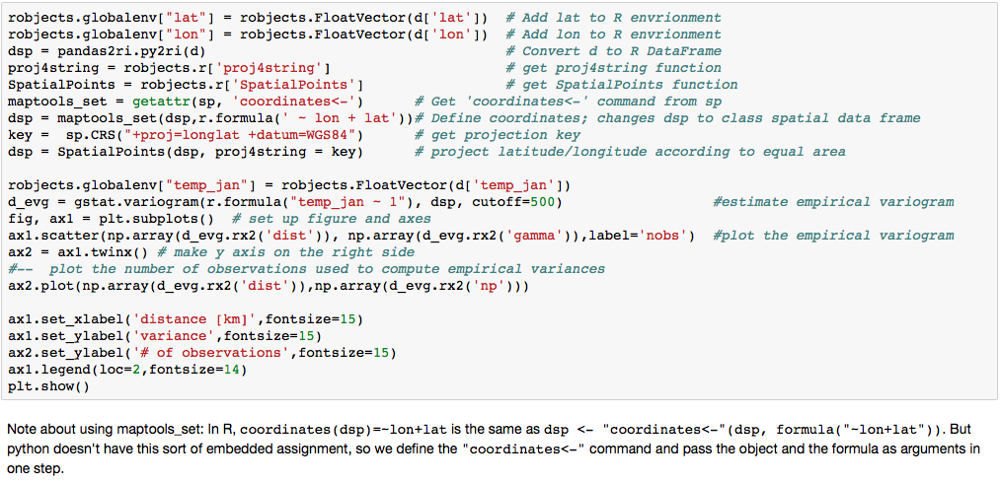 robjects.globalenv["lat"] = robjects.FloatVector(d['lat'])  # Add lat to R envrionment
robjects.globalenv["lon"] = robjects.FloatVector(d['lon'])  # Add lon to R envrionment
dsp = pandas2ri.py2ri(d)                                    # Convert d to R DataFrame
proj4string = robjects.r['proj4string']                     # get proj4string function
SpatialPoints = robjects.r['SpatialPoints']                 # get SpatialPoints function
maptools_set = getattr(sp, 'coordinates<-')      # Get 'coordinates<-' command from sp
dsp = maptools_set(dsp,r.formula(' ~ lon + lat'))# Define coordinates; changes dsp to class spatial data frame
key =  sp.CRS("+proj=longlat +datum=WGS84")      # get projection key
dsp = SpatialPoints(dsp, proj4string = key)      # project latitude/longitude according to equal area
robjects.globalenv["temp_jan"] = robjects.FloatVector(d['temp_jan'])
d_evg = gstat.variogram(r.formula("temp_jan ~ 1"), dsp, cutoff=500)                  #estimate empirical variogram
fig, ax1 = plt.subplots()  # set up figure and axes
ax1.scatter(np.array(d_evg.rx2('dist')), np.array(d_evg.rx2('gamma')),label='nobs')  #plot the empirical variogram
ax2 = ax1.twinx() # make y axis on the right side
#--  plot the number of observations used to compute empirical variances
ax2.plot(np.array(d_evg.rx2('dist')),np.array(d_evg.rx2('np')))
ax1.set_xlabel('distance [km]',fontsize=15)
ax1.set_ylabel('variance',fontsize=15)
ax2.set_ylabel('# of observations',fontsize=15)
ax1.legend(loc=2,fontsize=14)
plt.show()
Note about using maptools_set: In R, coordinates(dsp)=~lon+lat is the same as dsp <- "coordinates<-"(dsp, formula("~lon+lat")). But
python doesn't have this sort of embedded assignment, so we define the "coordinates<-" command and pass the object and the formula as arguments in
one step.